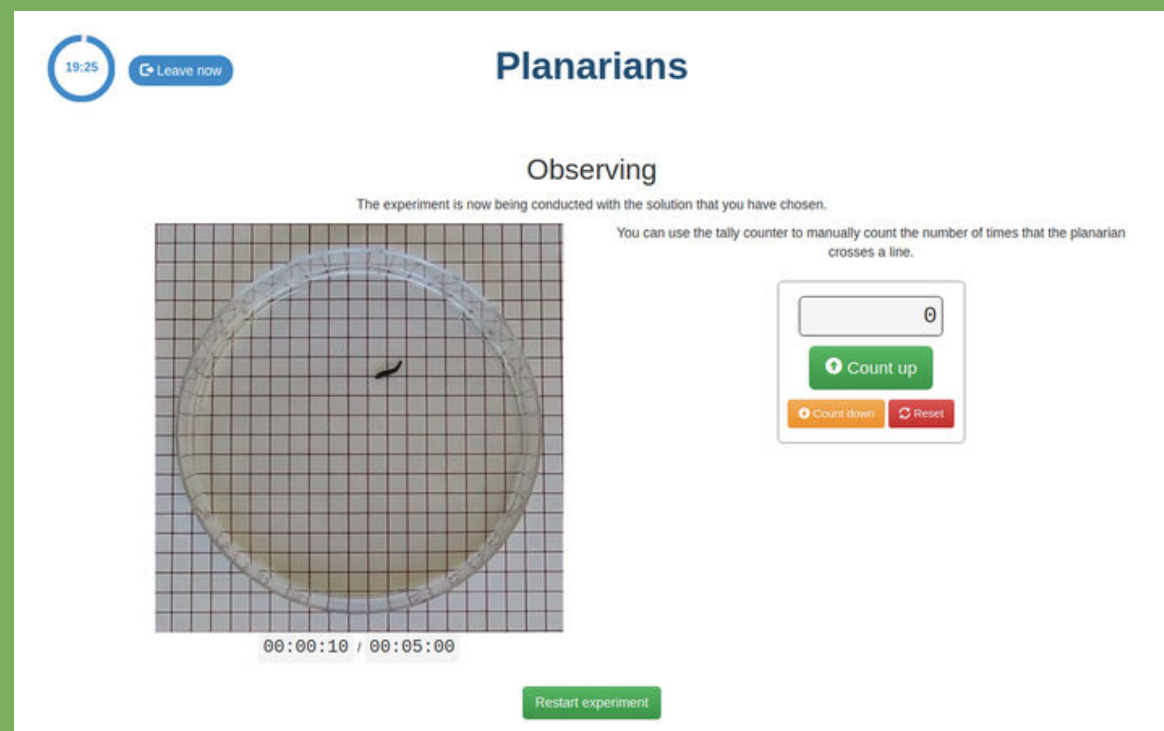 19:25
Leave now
Planarians
Observing
The experiment is now being conducted with the solution that you have chosen.
You can use the tally counter to manually count the number of times that the planarian
crosses a line.
0
Count up
Count down
Reset
00:00:10 / 00:05:00
Restart experiment